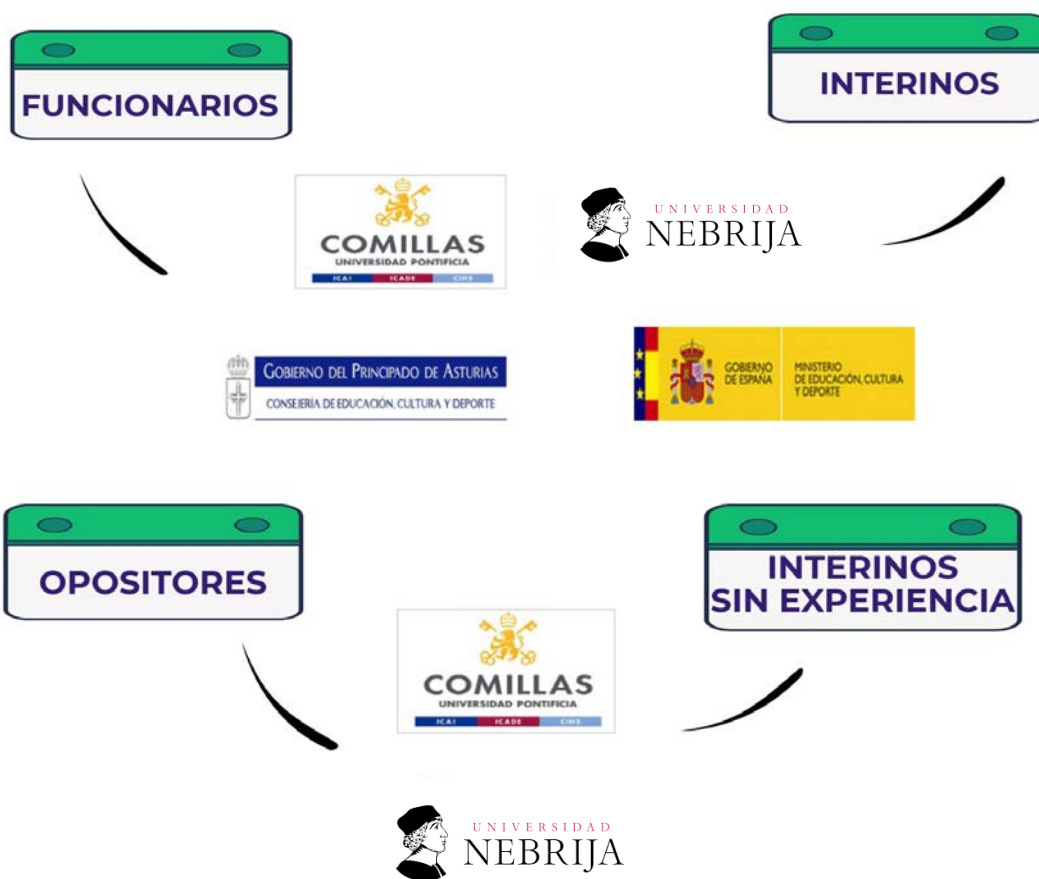 FUNCIONARIOS
INTERINOS
COMILLAS
UNIVERSIDAD PONTIFICIA
ICAI ICADE CIHS
UNIVERSIDAD
NEBRIJA
GOBIERNO DEL PRINCIPADO DE ASTURIAS
CONSEJERÍA DE EDUCACIÓN, CULTURA Y DEPORTE
GOBIERNO
DE ESPAÑA
MINISTERIO
DE EDUCACIÓN, CULTURA
Y DEPORTE
OPOSITORES
INTERINOS
SIN EXPERIENCIA
COMILLAS
UNIVERSIDAD PONTIFICIA
ICAI ICADE CIHS
UNIVERSIDAD
NEBRIJA